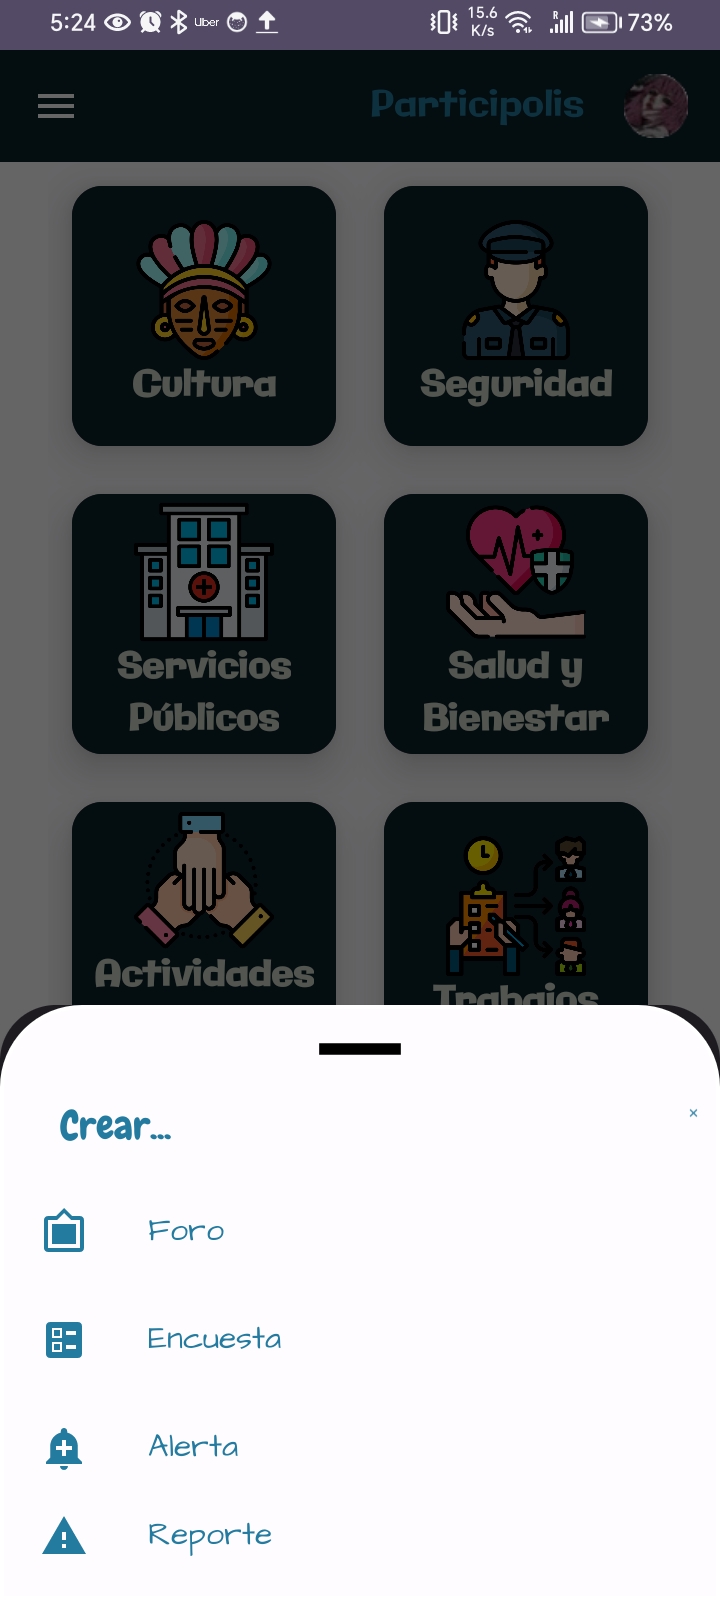 5:24 Uber 15.6 K/s R 73%
Participolis
Cultura
Seguridad
Servicios
Públicos
Salud y
Bienestar
Actividades
Trabajos
Crear...
×
Foro
Encuesta
Alerta
Reporte